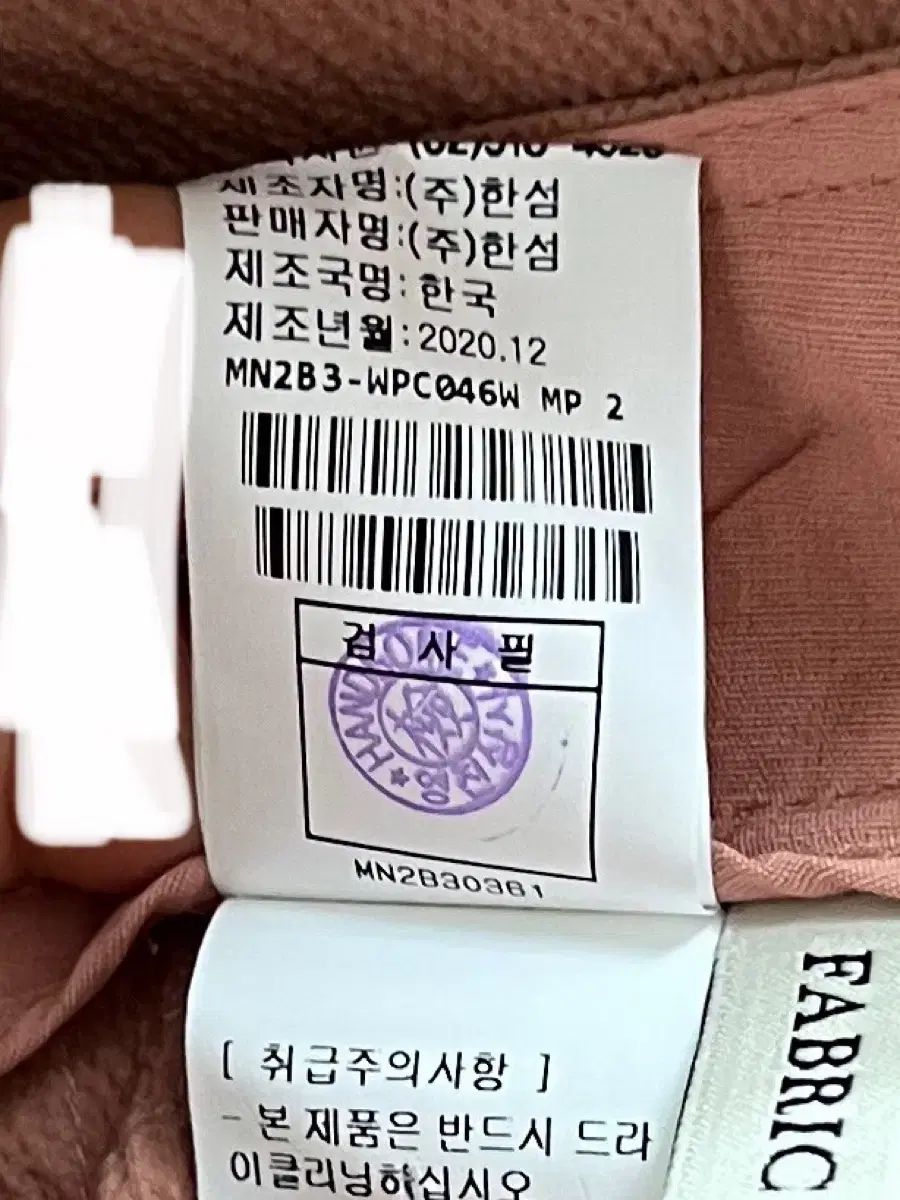 제조자명:(주)한섬
판매자명:(주)한섬
제조국명:한국
제조년월:2020.12
MN2B3-WPC046W MP 2
검 사 필
MN2B30361
[ 취급주의사항 ]
- 본 제품은 반드시 드라
이클리닝하십시오
FABRIC